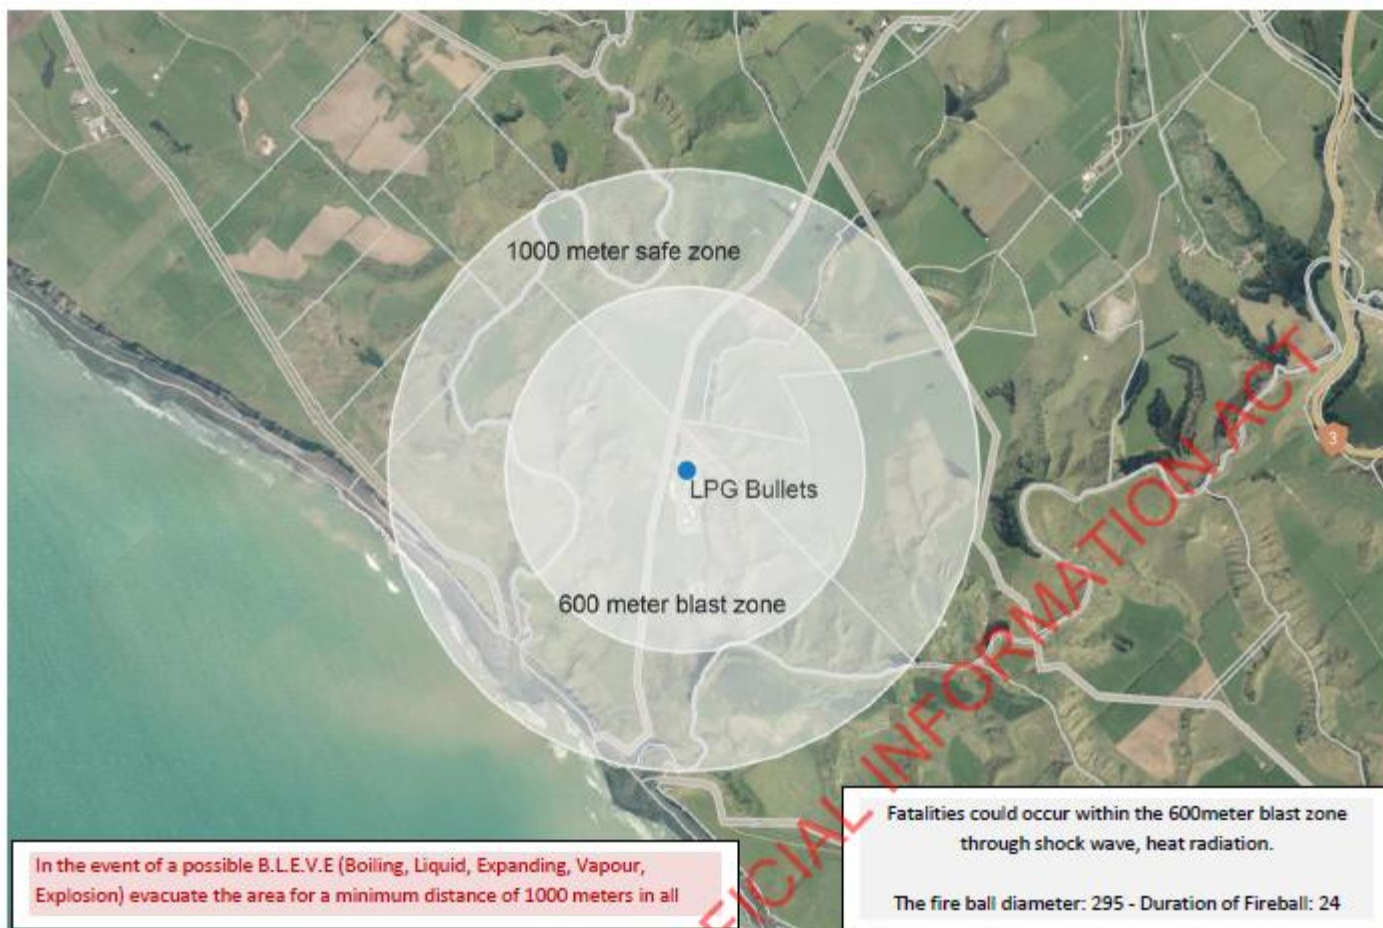 1000 meter safe zone
LPG Bullets
600 meter blast zone
3
In the event of a possible B.L.E.V.E (Boiling, Liquid, Expanding, Vapour,
Explosion) evacuate the area for a minimum distance of 1000 meters in all
Fatalities could occur within the 600meter blast zone
through shock wave, heat radiation.
The fire ball diameter: 295 - Duration of Fireball: 24
INFORMATION ACT